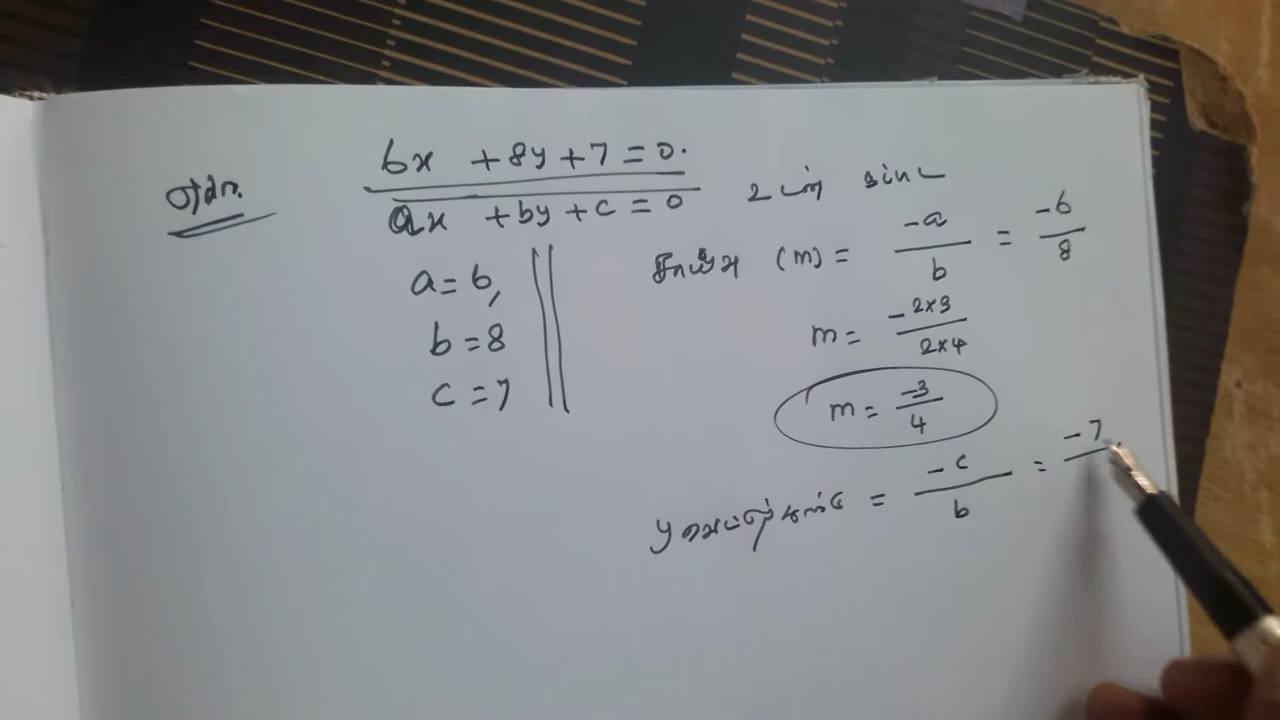 6x + 8y + 7 = 0.
ax + by + c = 0
உடன்
a = 6,
b = 8
c = 7
சாய்வு (m) = -a/b = -6/8
m = -2×3/2×4
m = -3/4
y வெட்டுத்துண்டு = -c/b = -7